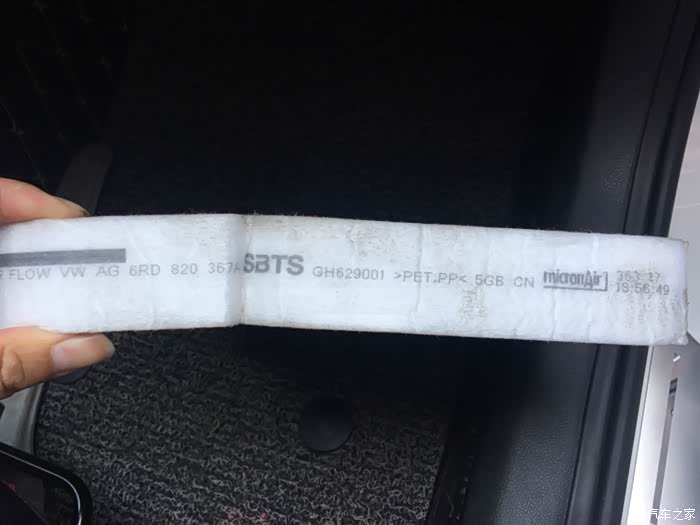 FLOW VW AG 6RD 820 367A SBTS GH629001 >PET.PP< 5GB CN micronAir 363 17
18:56:49
汽车之家